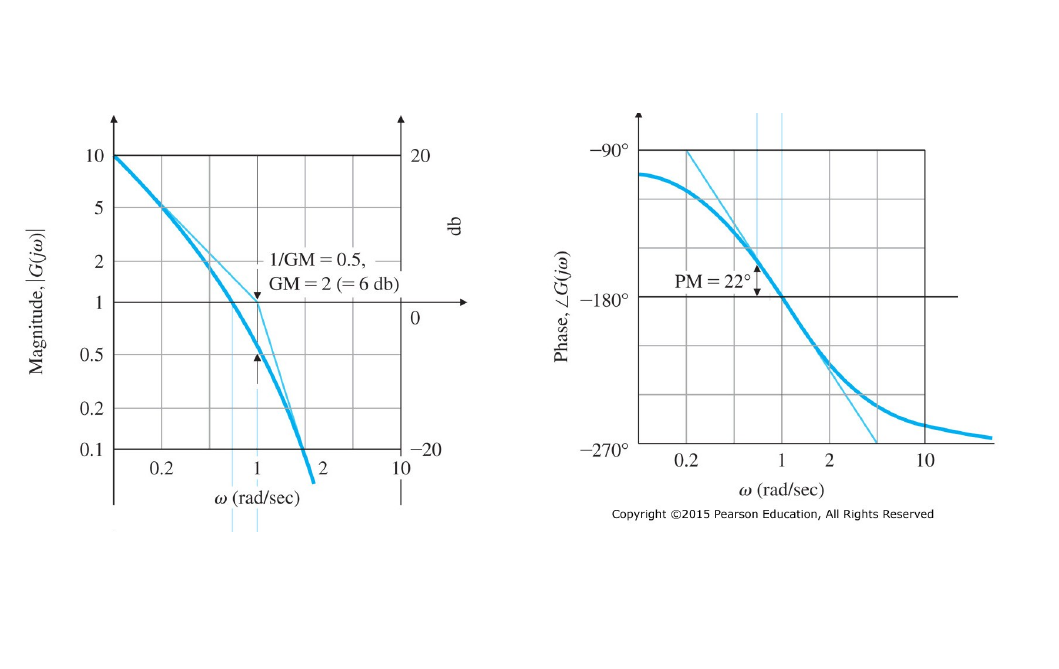 10
5
2
1
0.5
0.2
0.1
Magnitude, |G(jω)|
20
0
−20
db
1/GM = 0.5,
GM = 2 (= 6 db)
0.2
1
2
10
ω (rad/sec)
−90°
−180°
−270°
Phase, ∠G(jω)
PM = 22°
0.2
1
2
10
ω (rad/sec)
Copyright ©2015 Pearson Education, All Rights Reserved